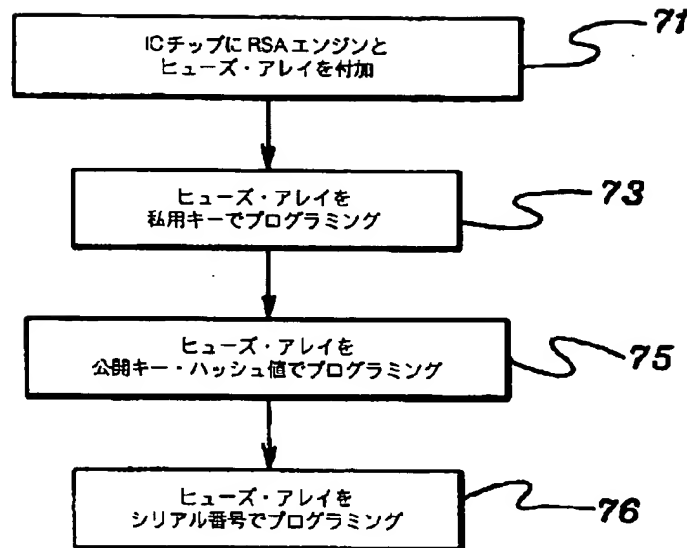 ICチップにRSAエンジンと
ヒューズ・アレイを付加
71
ヒューズ・アレイを
私用キーでプログラミング
73
ヒューズ・アレイを
公開キー・ハッシュ値でプログラミング
75
ヒューズ・アレイを
シリアル番号でプログラミング
76